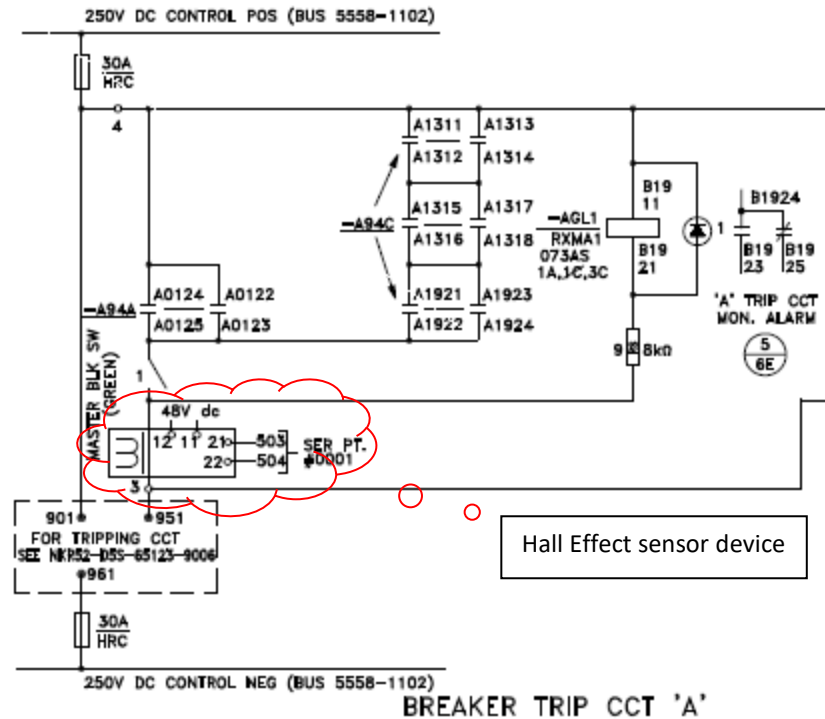 250V DC CONTROL POS (BUS 5558-1102)
30A
HRC
4
A1311
A1313
A1312
A1314
-A94C
A1315
A1317
A1316
A1318
A1921
A1923
A1922
A1924
-AGL1
RXMA1
073AS
1A,1C,3C
B19
11
B19
21
1
B1924
B19
23
B19
25
'A' TRIP CCT
MON. ALARM
5
6E
9
8kΩ
-A94A
A0124
A0122
A0125
A0123
MASTER BLK SW
(GREEN)
1
48V dc
12 11 21
503
22
504
SER PT.
3
901
951
FOR TRIPPING CCT
961
30A
HRC
Hall Effect sensor device
250V DC CONTROL NEG (BUS 5558-1102)
BREAKER TRIP CCT 'A'